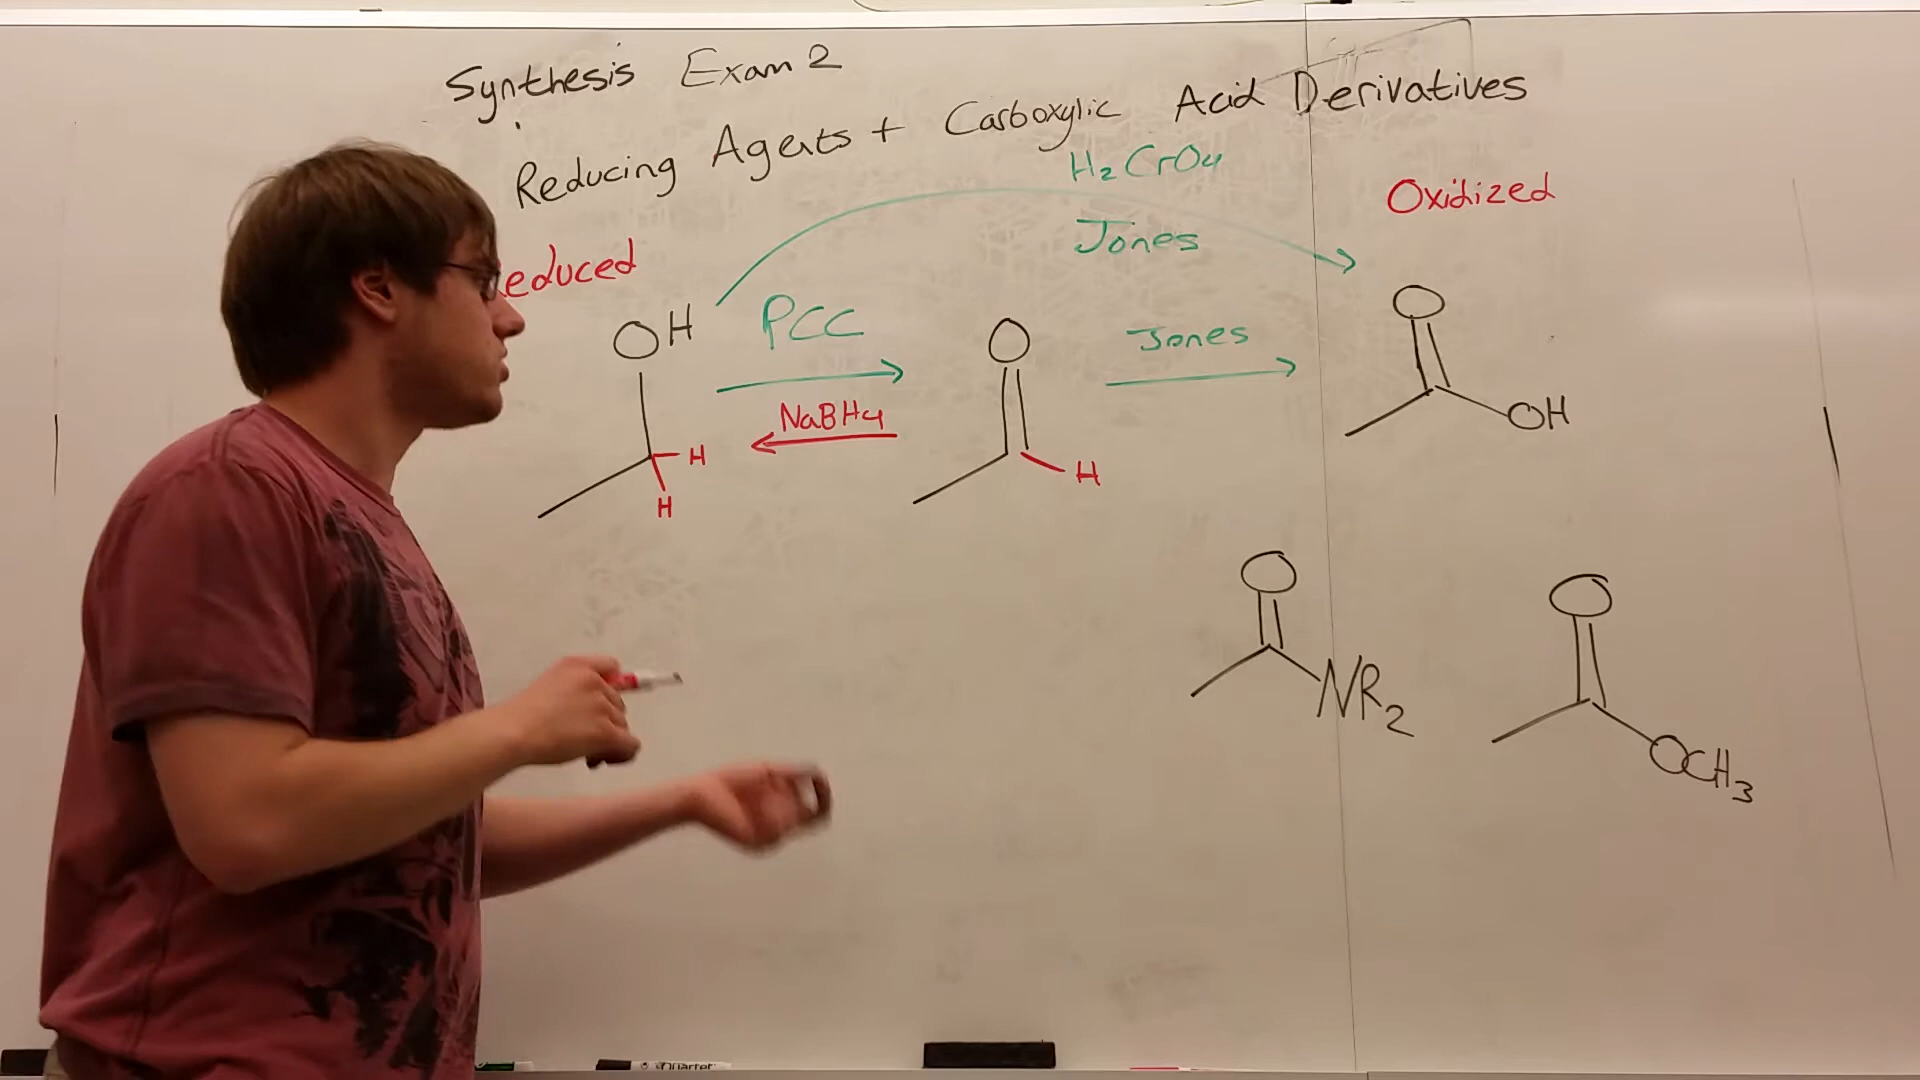 Synthesis Exam 2
Reducing Agents + Carboxylic Acid Derivatives
H₂CrO₄
Jones
Oxidized
educed
OH
PCC
NaBH₄
H
H
O
H
Jones
O
OH
O
NR₂
O
OCH₃